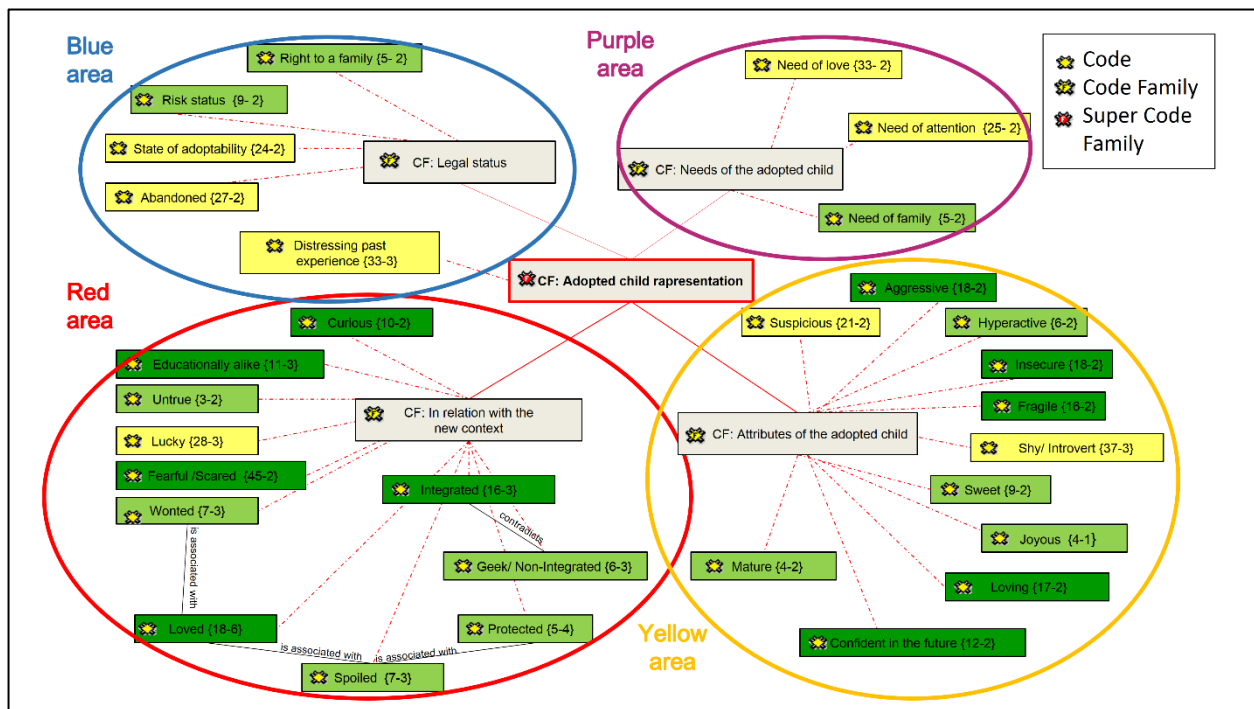 Blue
area
Right to a family {5- 2}
Risk status {9- 2}
State of adoptability {24-2}
CF: Legal status
Abandoned {27-2}
Distressing past
experience {33-3}
Purple
area
Need of love {33- 2}
Need of attention {25- 2}
CF: Needs of the adopted child
Need of family {5-2}
Code
Code Family
Super Code
Family
CF: Adopted child rapresentation
Red
area
Curious {10-2}
Educationally alike {11-3}
Untrue {3-2}
CF: In relation with the
new context
Lucky {28-3}
Fearful /Scared {45-2}
Integrated {16-3}
Wonted {7-3}
contradicts
is associated with
Geek/ Non-Integrated {6-3}
Loved {18-6}
Protected {5-4}
is associated with
is associated with
Spoiled {7-3}
Aggressive {18-2}
Suspicious {21-2}
Hyperactive {6-2}
Insecure {18-2}
Fragile {16-2}
CF: Attributes of the adopted child
Shy/ Introvert {37-3}
Sweet {9-2}
Joyous {4-1}
Mature {4-2}
Loving {17-2}
Confident in the future {12-2}
Yellow
area